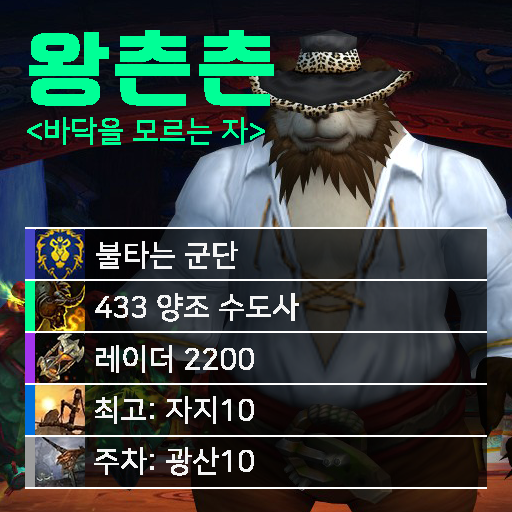 왕츤츤
<바닥을 모르는 자>
불타는 군단
433 양조 수도사
레이더 2200
최고: 자지10
주차: 광산10